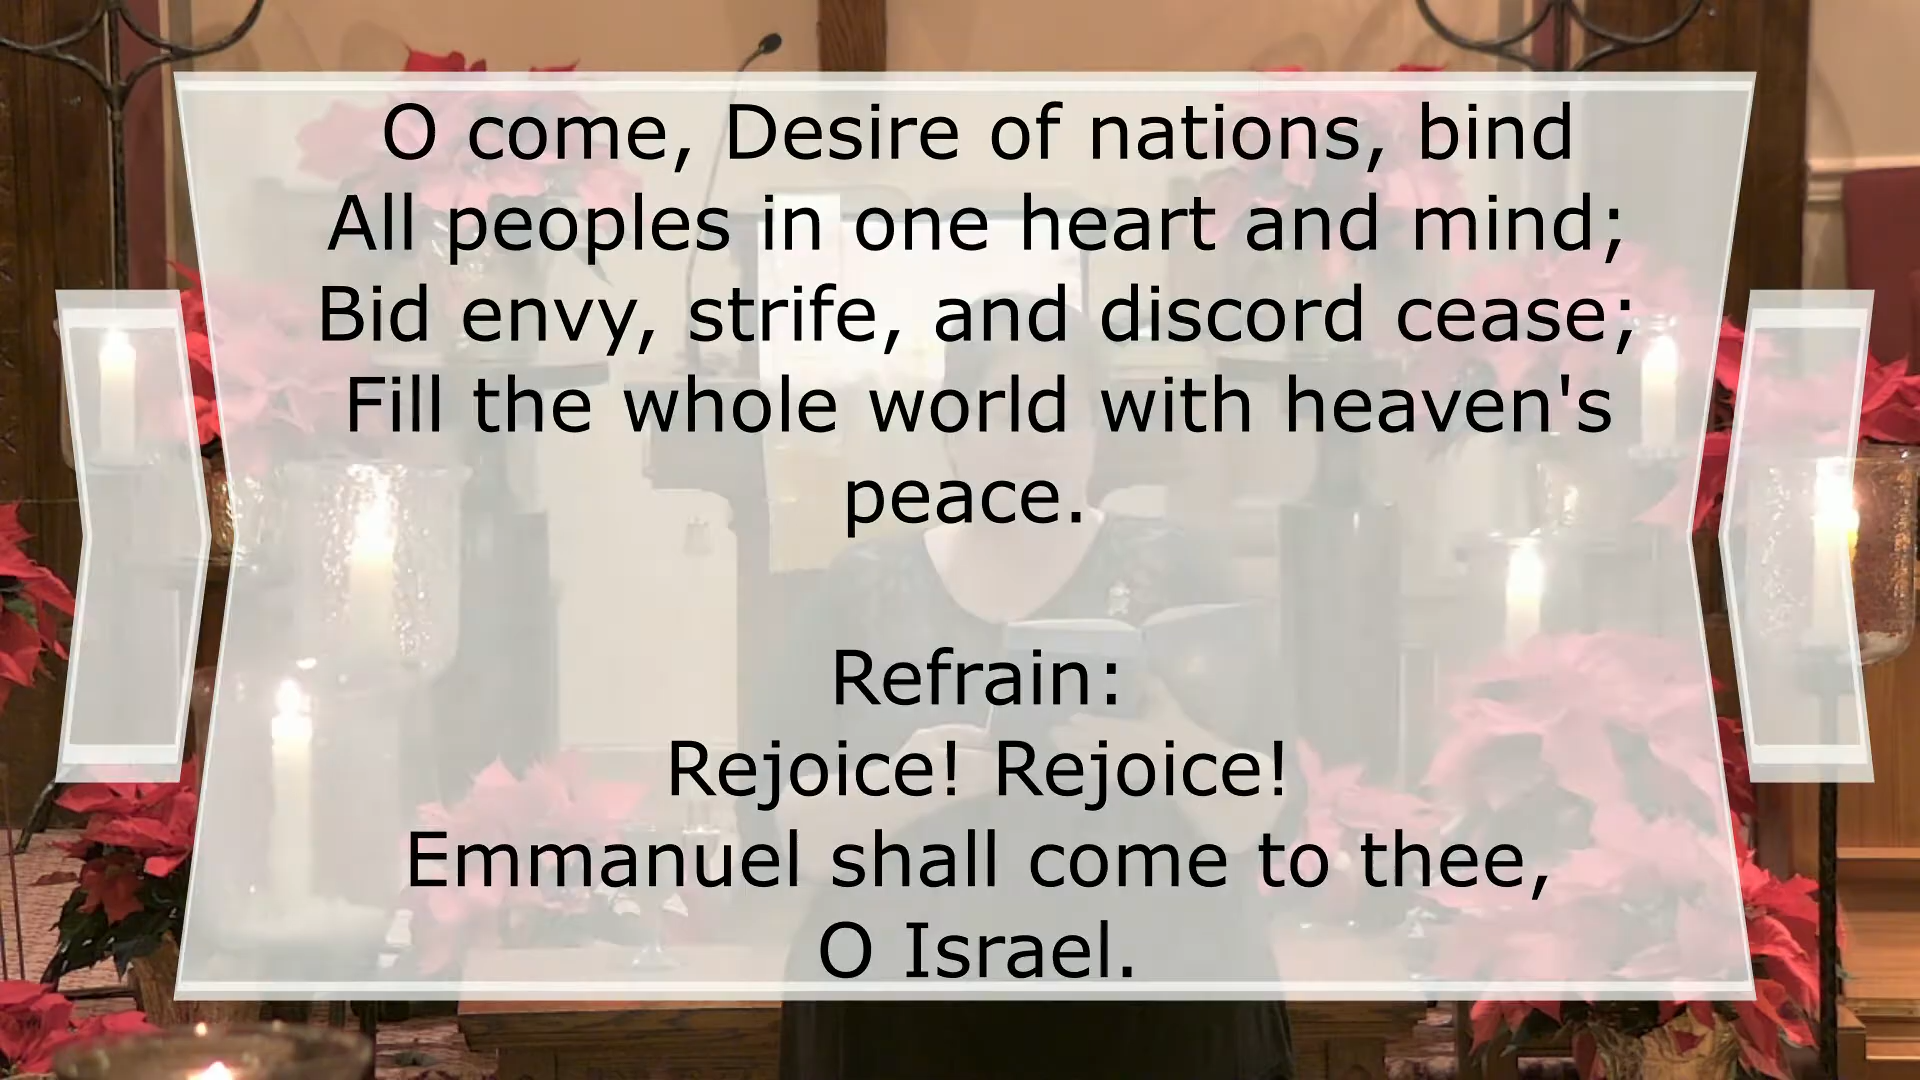 O come, Desire of nations, bind
All peoples in one heart and mind;
Bid envy, strife, and discord cease;
Fill the whole world with heaven's
peace.
Refrain:
Rejoice! Rejoice!
Emmanuel shall come to thee,
O Israel.